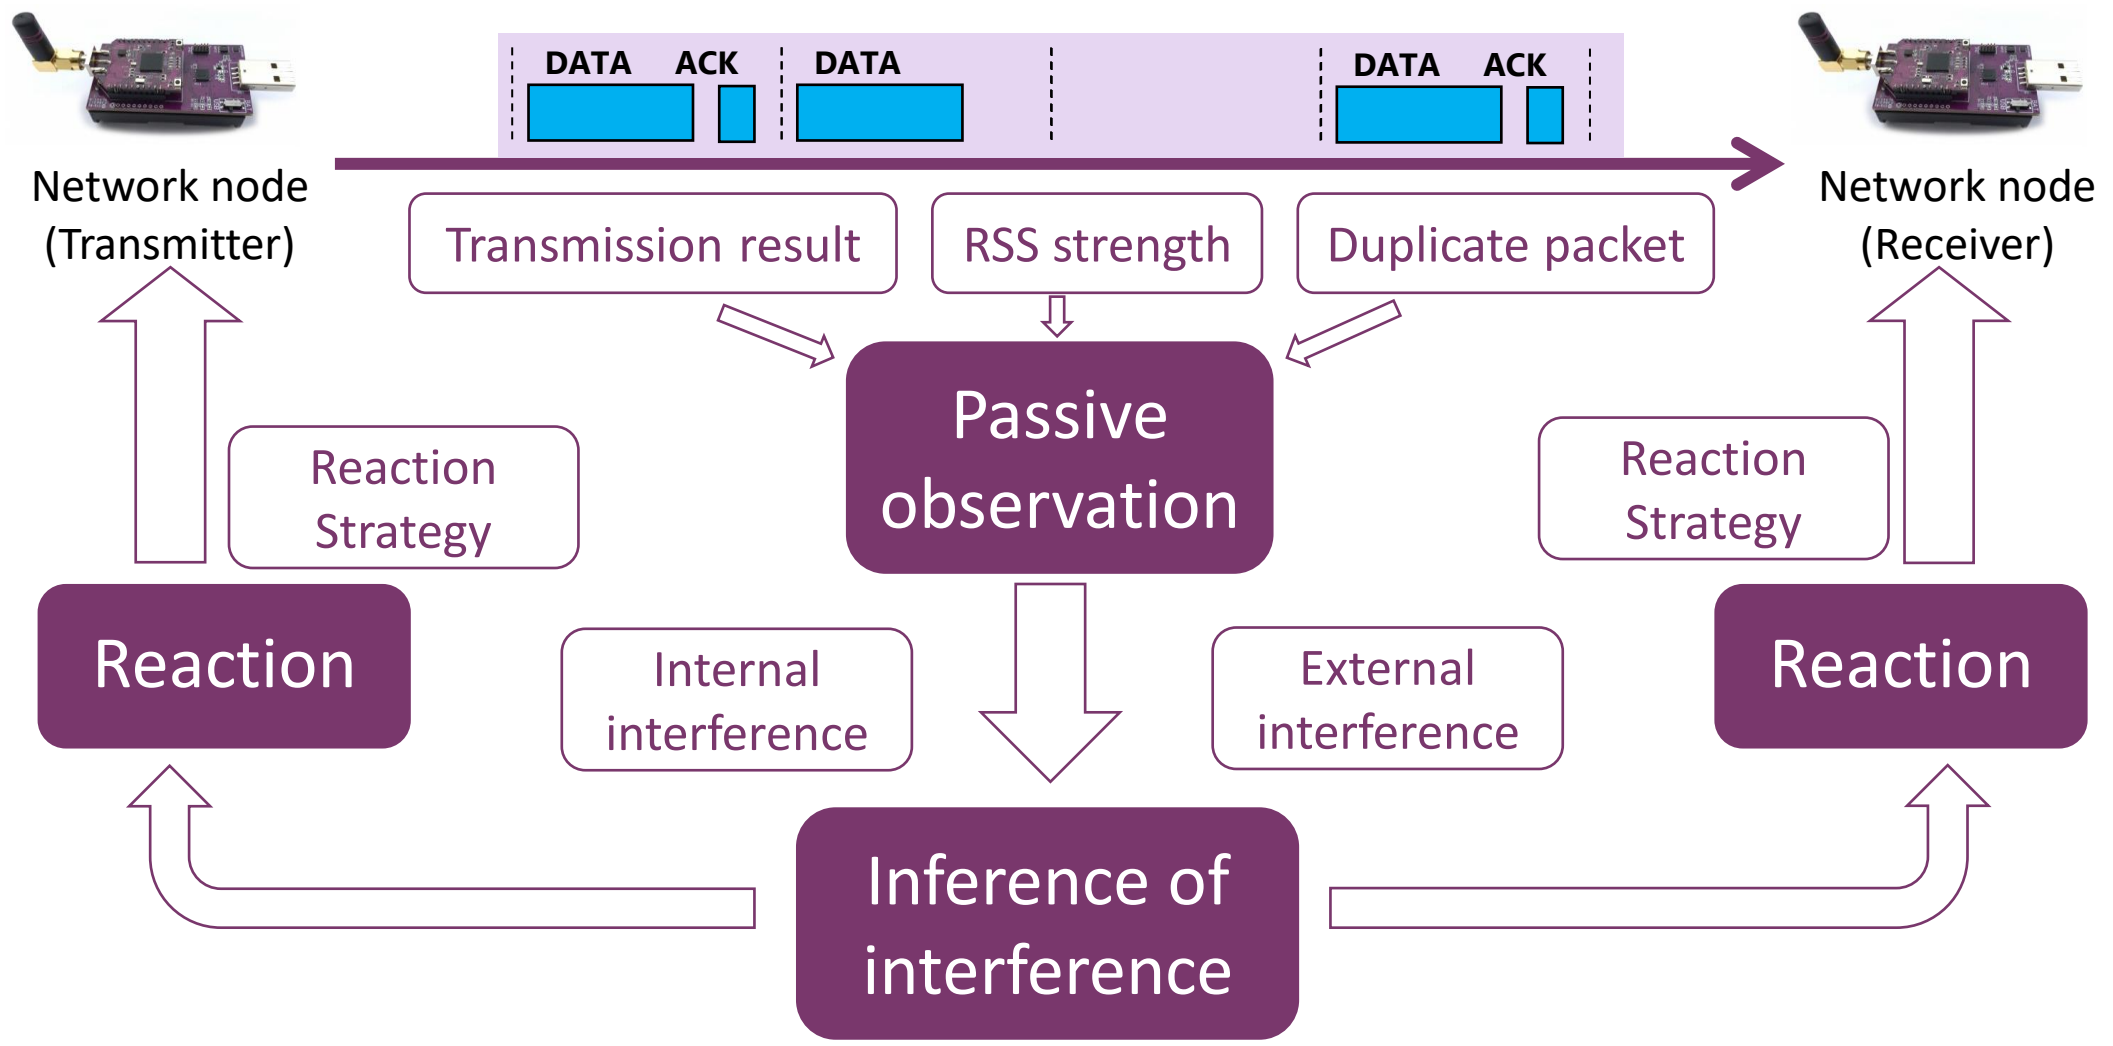 DATA ACK DATA DATA ACK
Network node
(Transmitter)
Network node
(Receiver)
Transmission result
RSS strength
Duplicate packet
Passive
observation
Reaction
Strategy
Reaction
Strategy
Reaction
Internal
interference
External
interference
Reaction
Inference of
interference